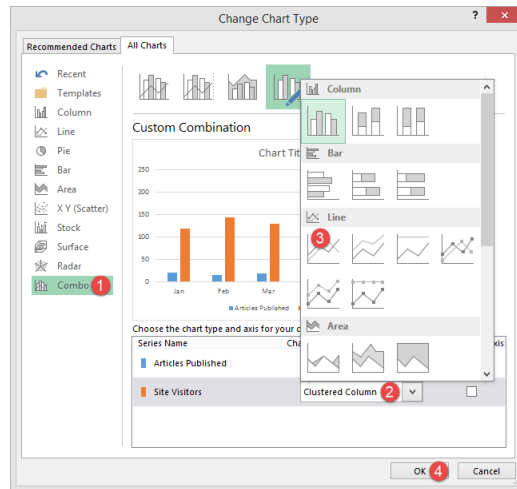 Change Chart Type
? ×
Recommended Charts
All Charts
Recent
Templates
Column
Line
Pie
Bar
Area
X Y (Scatter)
Stock
Surface
Radar
Combo
1
Custom Combination
Chart Tit
250
200
150
100
50
0
Jan
Feb
Mar
Articles Published
Choose the chart type and axis for your d
Series Name
Cha
xis
Articles Published
Site Visitors
Clustered Column
2
Column
Bar
Line
3
Area
OK
4
Cancel